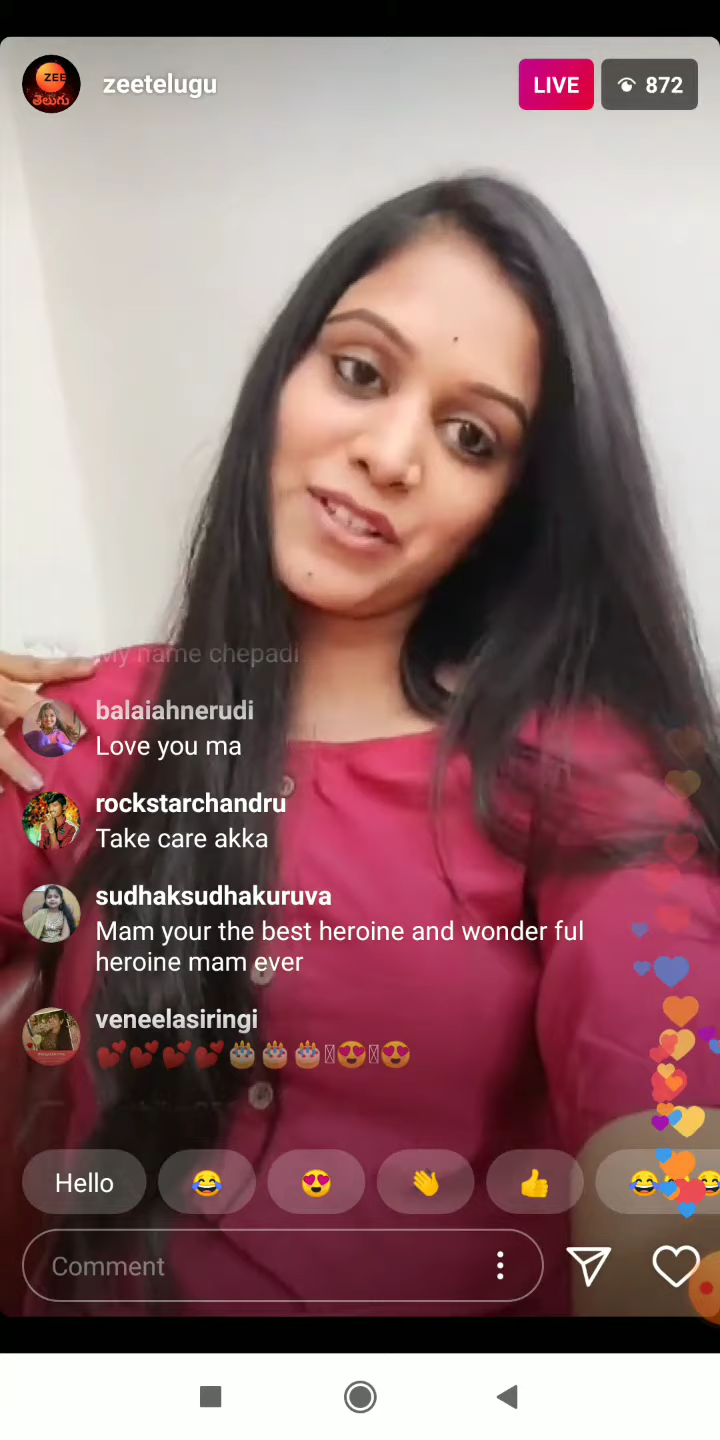 ZEE
తెలుగు
zeetelugu
LIVE
872
My name chepadi
balaiahnerudi
Love you ma
rockstarchandru
Take care akka
sudhaksudhakuruva
Mam your the best heroine and wonder ful
heroine mam ever
veneelasiringi
💕💕💕💕🎂🎂🎂😍😍
Hello
Comment